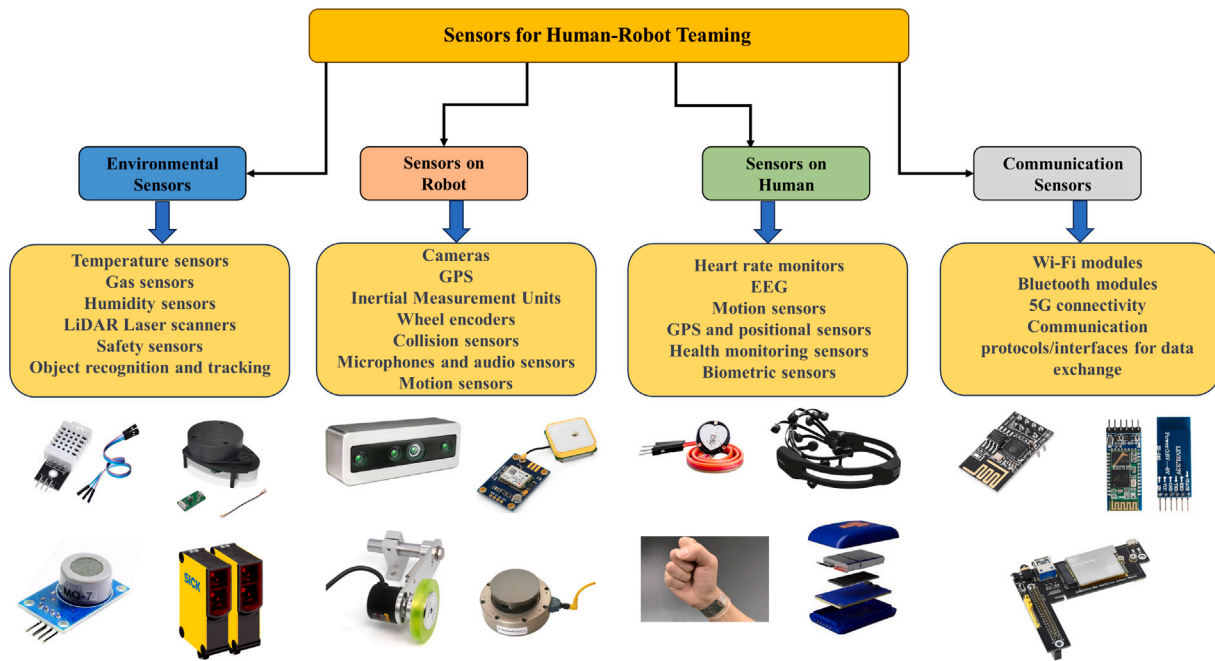 Sensors for Human-Robot Teaming
Environmental
Sensors
Sensors on
Robot
Sensors on
Human
Communication
Sensors
Temperature sensors
Gas sensors
Humidity sensors
LiDAR Laser scanners
Safety sensors
Object recognition and tracking
Cameras
GPS
Inertial Measurement Units
Wheel encoders
Collision sensors
Microphones and audio sensors
Motion sensors
Heart rate monitors
EEG
Motion sensors
GPS and positional sensors
Health monitoring sensors
Biometric sensors
Wi-Fi modules
Bluetooth modules
5G connectivity
Communication
protocols/interfaces for data
exchange
MQ-7
SICK